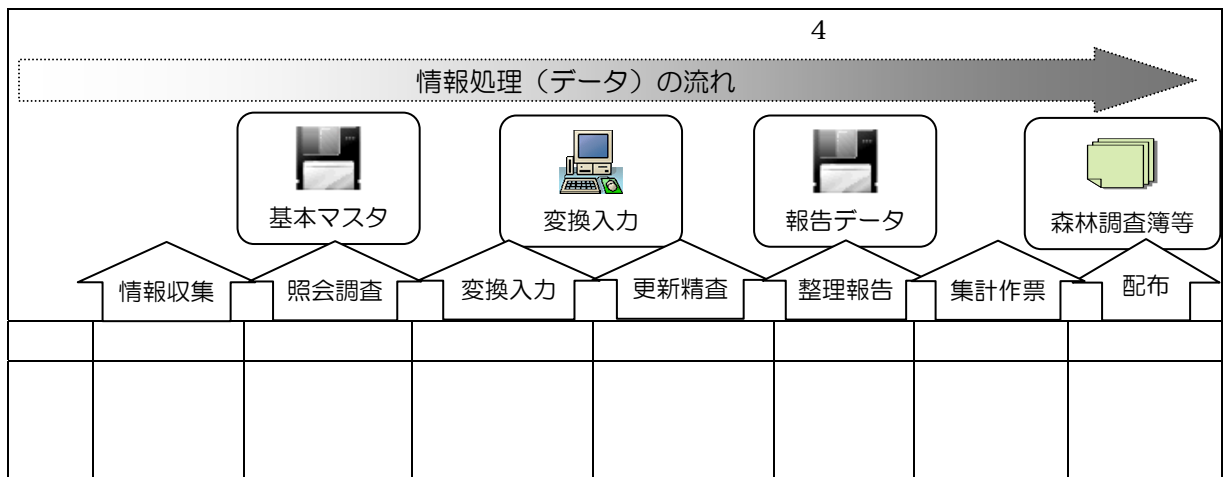 4
情報処理（データ）の流れ
基本マスタ
変換入力
報告データ
森林調査簿等
情報収集
照会調査
変換入力
更新精査
整理報告
集計作票
配布